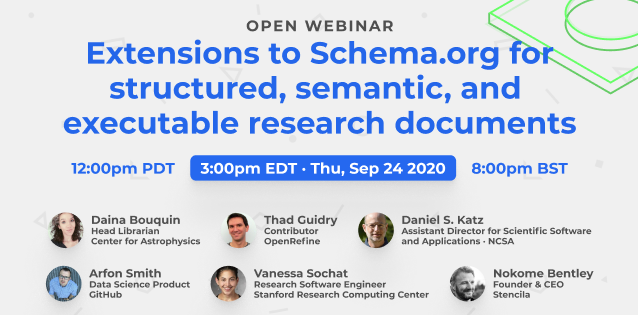 OPEN WEBINAR
Extensions to Schema.org for
structured, semantic, and
executable research documents
12:00pm PDT 3:00pm EDT · Thu, Sep 24 2020 8:00pm BST
Daina Bouquin
Head Librarian
Center for Astrophysics
Thad Guidry
Contributor
OpenRefine
Daniel S. Katz
Assistant Director for Scientific Software
and Applications · NCSA
Arfon Smith
Data Science Product
GitHub
Vanessa Sochat
Research Software Engineer
Stanford Research Computing Center
Nokome Bentley
Founder & CEO
Stencila